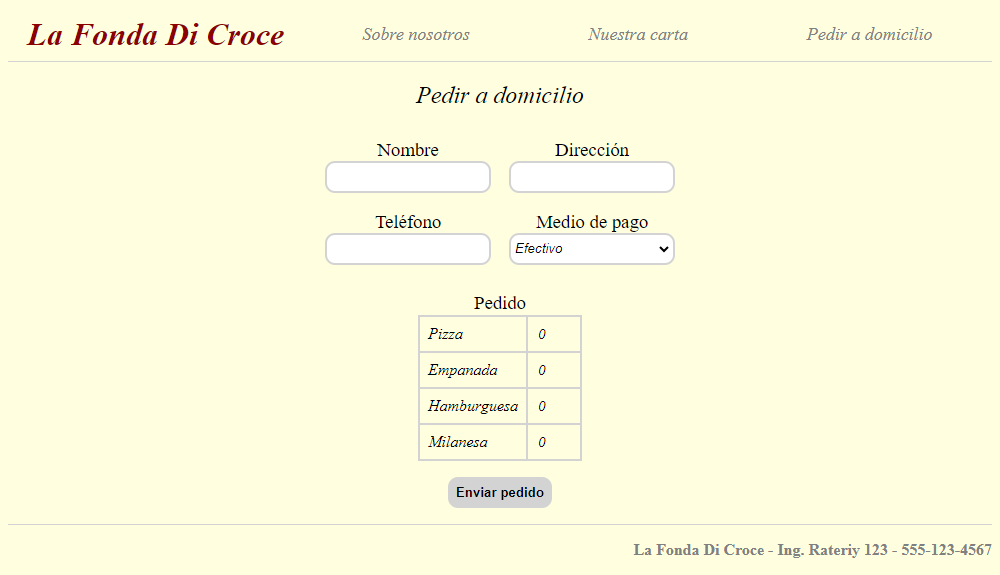 La Fonda Di Croce Sobre nosotros Nuestra carta Pedir a domicilio
Pedir a domicilio
Nombre Dirección
Teléfono Medio de pago
Efectivo
Pedido
Pizza 0
Empanada 0
Hamburguesa 0
Milanesa 0
Enviar pedido
La Fonda Di Croce - Ing. Rateriy 123 - 555-123-4567